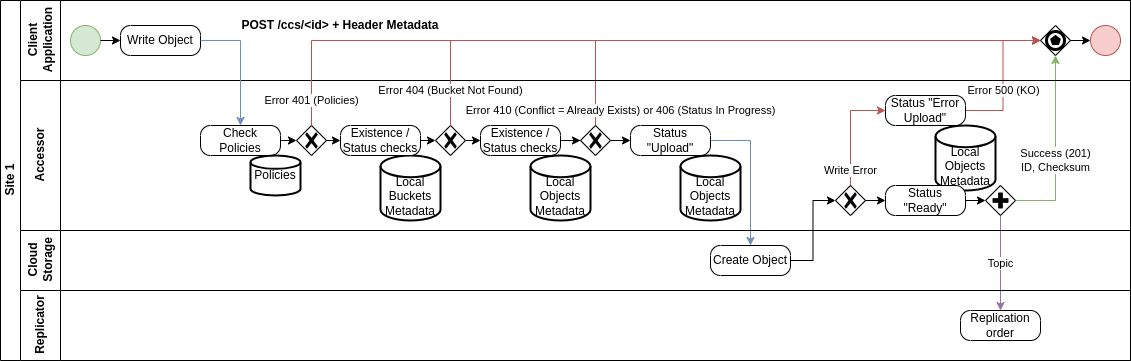 Site 1
Client
Application
Write Object
POST /ccs/<id> + Header Metadata
Accessor
Error 401 (Policies)
Error 404 (Bucket Not Found)
Error 410 (Conflict = Already Exists) or 406 (Status In Progress)
Error 500 (KO)
Check
Policies
Policies
Existence /
Status checks
Local
Buckets
Metadata
Existence /
Status checks
Local
Objects
Metadata
Status
"Upload"
Local
Objects
Metadata
Write Error
Status "Error
Upload"
Local
Objects
Metadata
Status
"Ready"
Success (201)
ID, Checksum
Cloud
Storage
Create Object
Topic
Replicator
Replication
order